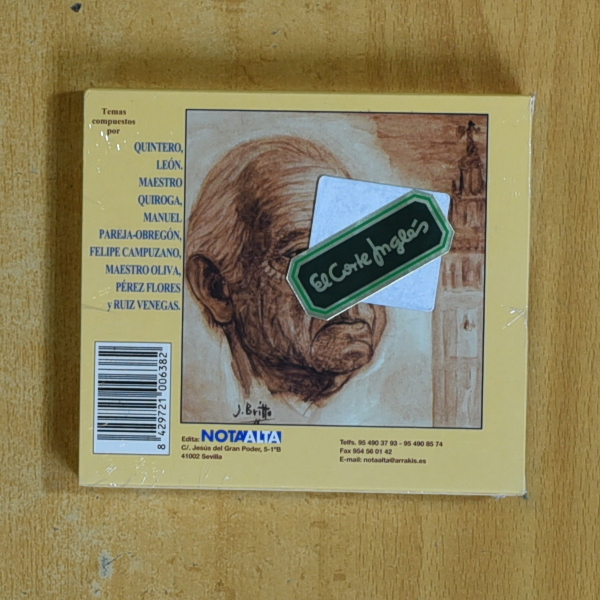 Temas
compuestos
por
QUINTERO,
LEÓN.
MAESTRO
QUIROGA,
MANUEL
PAREJA-OBREGÓN,
FELIPE CAMPUZANO,
MAESTRO OLIVA,
PÉREZ FLORES
y RUIZ VENEGAS.
El Corte Inglés
J. Britto
8 429721 006382
Edita: NOTA ALTA
C/. Jesús del Gran Poder, 5-1ºB
41002 Sevilla
Telfs. 95 490 37 93 - 95 490 85 74
Fax 954 56 01 42
E-mail: notaalta@arrakis.es